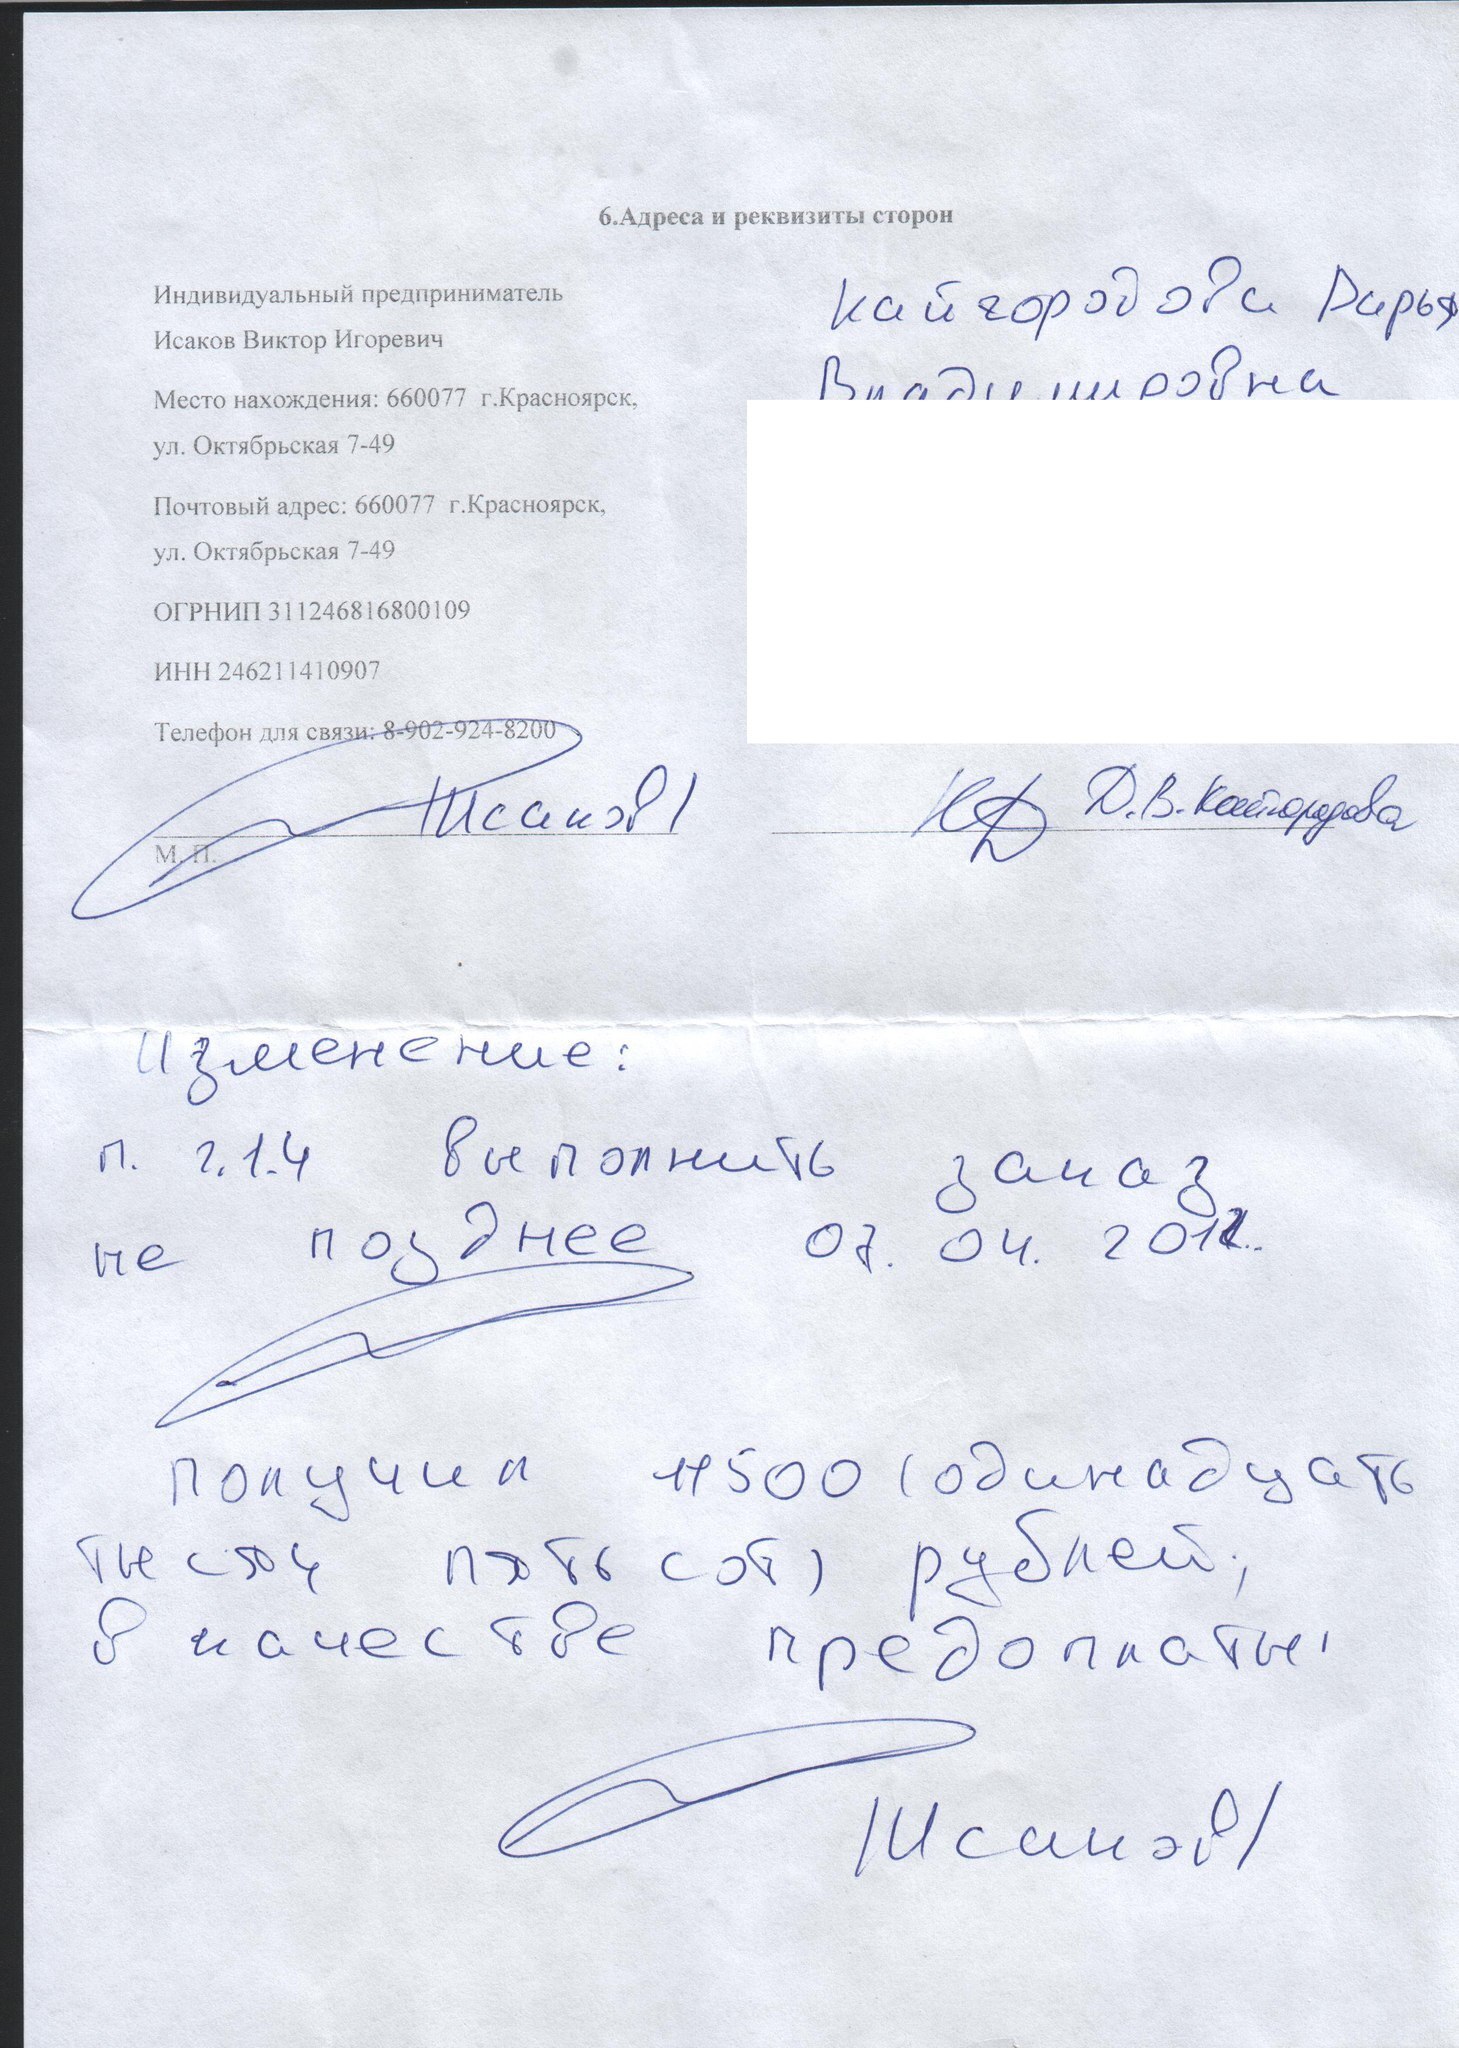 6.Адреса и реквизиты сторон
Индивидуальный предприниматель
Исаков Виктор Игоревич
Место нахождения: 660077 г.Красноярск,
ул. Октябрьская 7-49
Почтовый адрес: 660077 г.Красноярск,
ул. Октябрьская 7-49
ОГРНИП 311246816800109
ИНН 246211410907
Телефон для связи: 8-902-924-8200
/Исаков/
М. П.
Кайгородова Дарья
Владимировна
Д.В.Кайгородова
Изменение:
п. 2.1.4 выполнить заказ
не позднее 07.04.2012.
Получил 11500 (одинадцать
тысяч пятьсот) рублей,
в качестве предоплаты.
/Исаков/